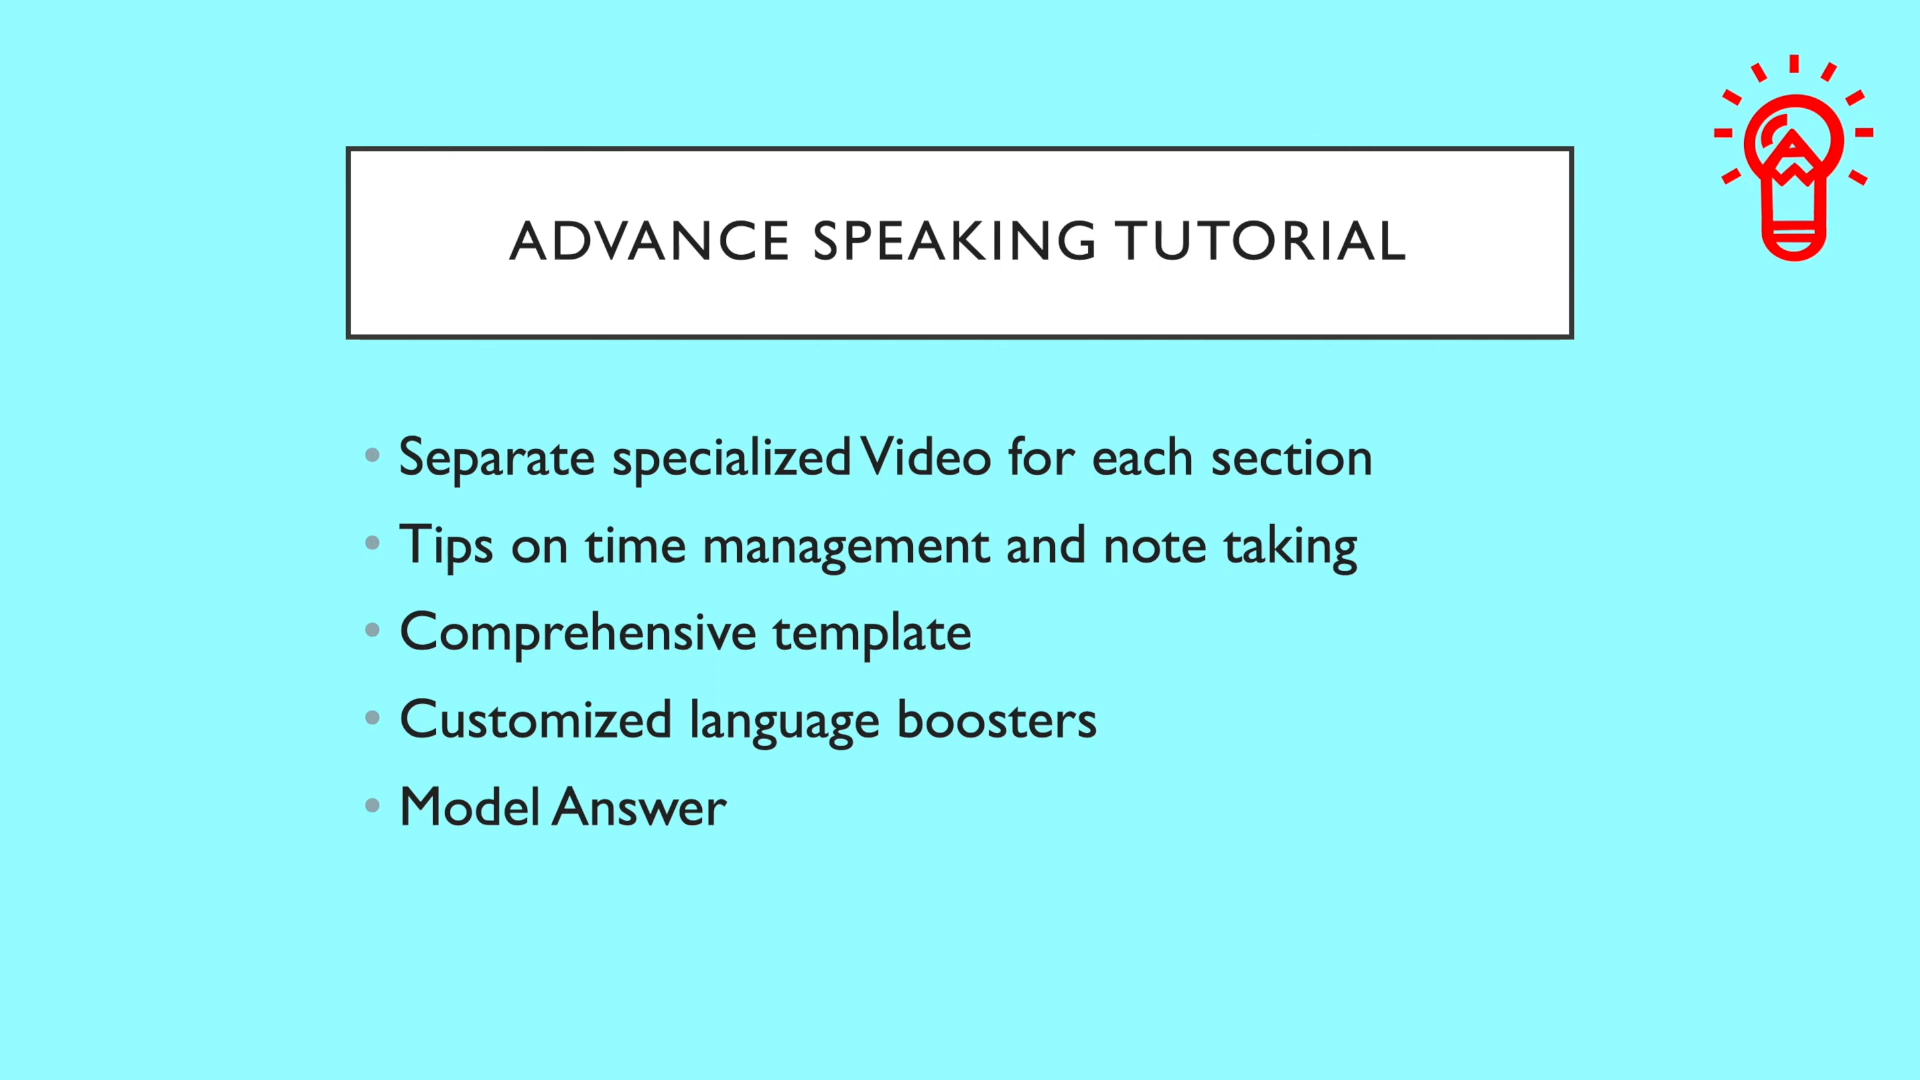 ADVANCE SPEAKING TUTORIAL
• Separate specialized Video for each section
• Tips on time management and note taking
• Comprehensive template
• Customized language boosters
• Model Answer